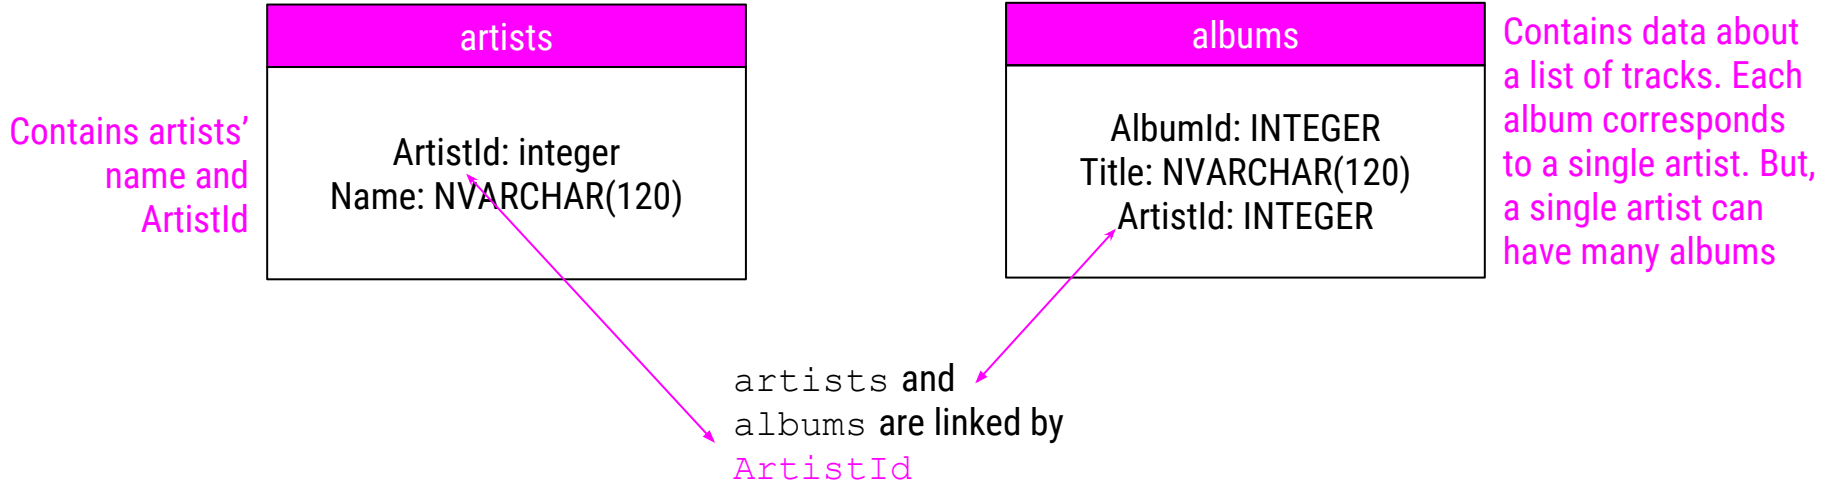 artists
Contains artists’
name and
ArtistId
ArtistId: integer
Name: NVARCHAR(120)
albums
AlbumId: INTEGER
Title: NVARCHAR(120)
ArtistId: INTEGER
Contains data about
a list of tracks. Each
album corresponds
to a single artist. But,
a single artist can
have many albums
artists and
albums are linked by
ArtistId